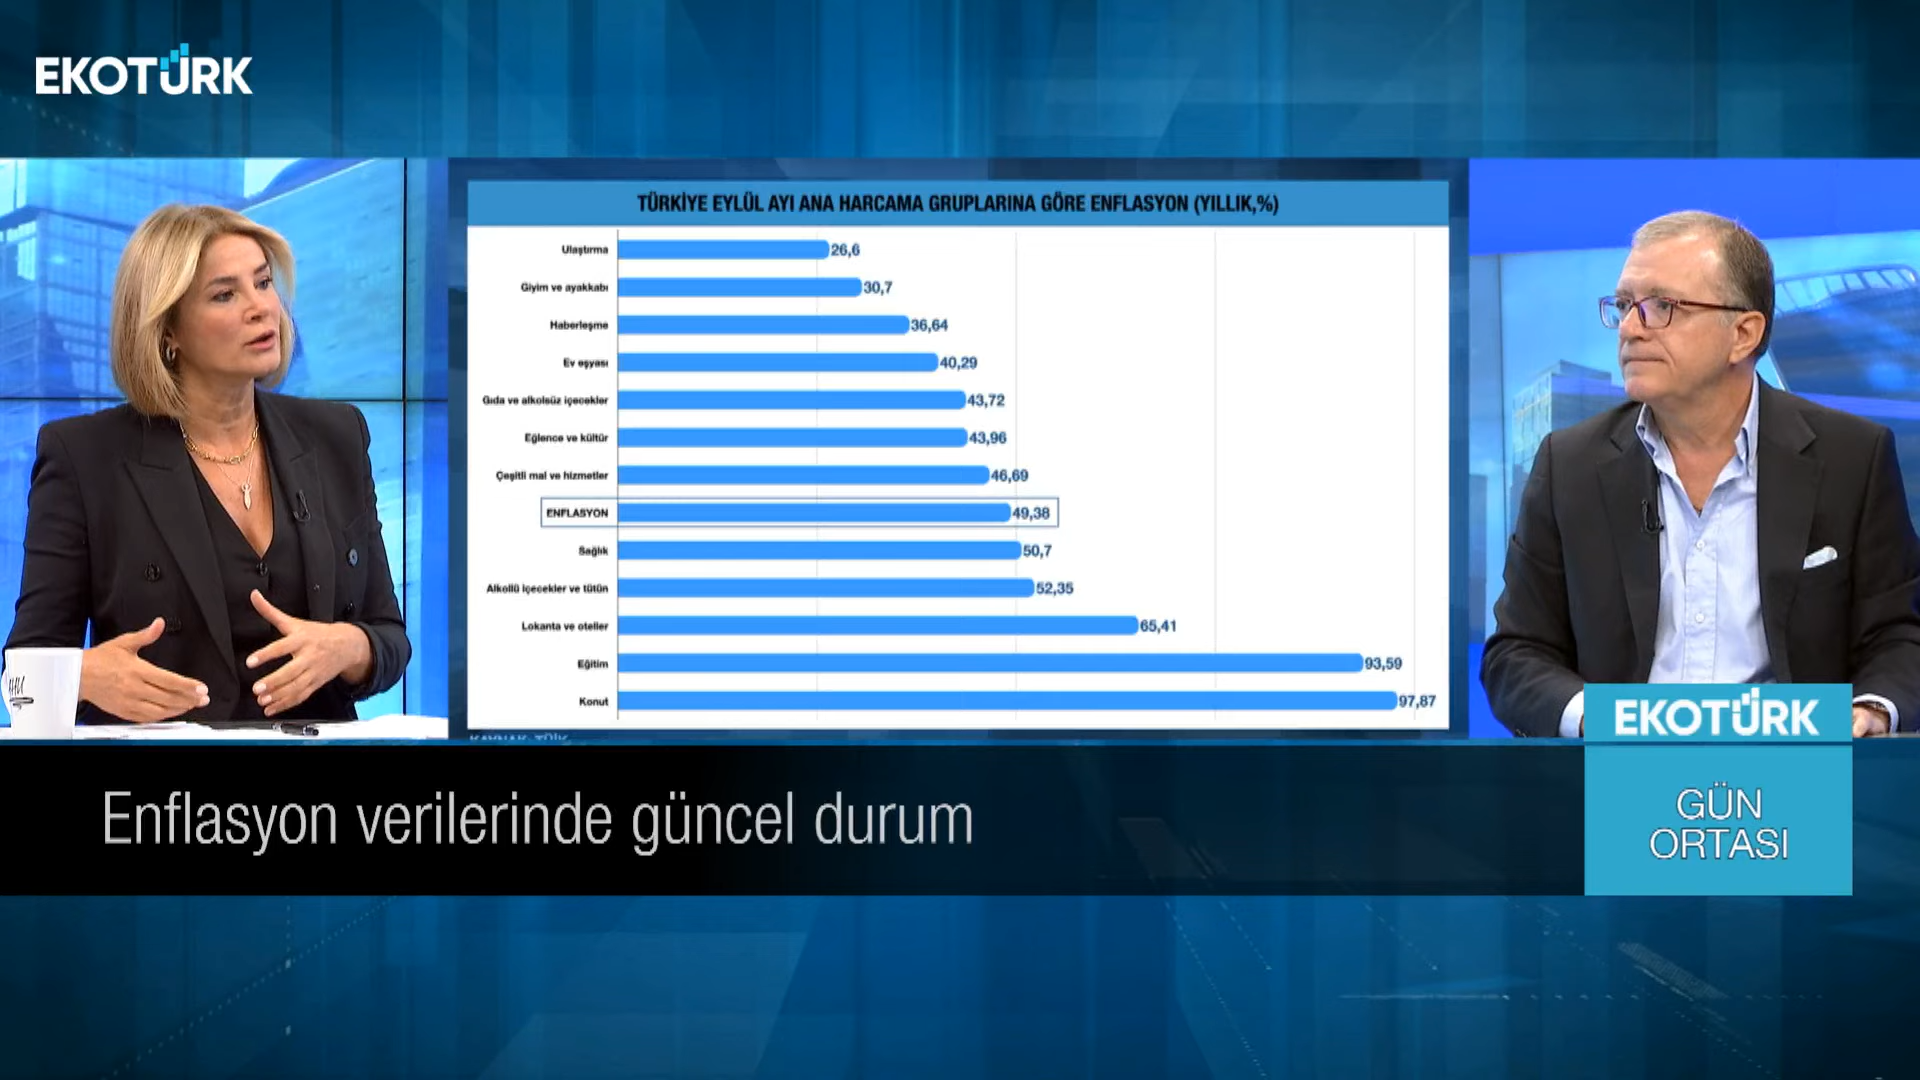 EKOTÜRK
TÜRKİYE EYLÜL AYI ANA HARCAMA GRUPLARINA GÖRE ENFLASYON (YILLIK,%)
Ulaştırma 26,6
Giyim ve ayakkabı 30,7
Haberleşme 36,64
Ev eşyası 40,29
Gıda ve alkolsüz içecekler 43,72
Eğlence ve kültür 43,96
Çeşitli mal ve hizmetler 46,69
ENFLASYON 49,38
Sağlık 50,7
Alkollü içecekler ve tütün 52,35
Lokanta ve oteller 65,41
Eğitim 93,59
Konut 97,87
KAYNAK: TÜİK
EKOTÜRK
Enflasyon verilerinde güncel durum
GÜN
ORTASI